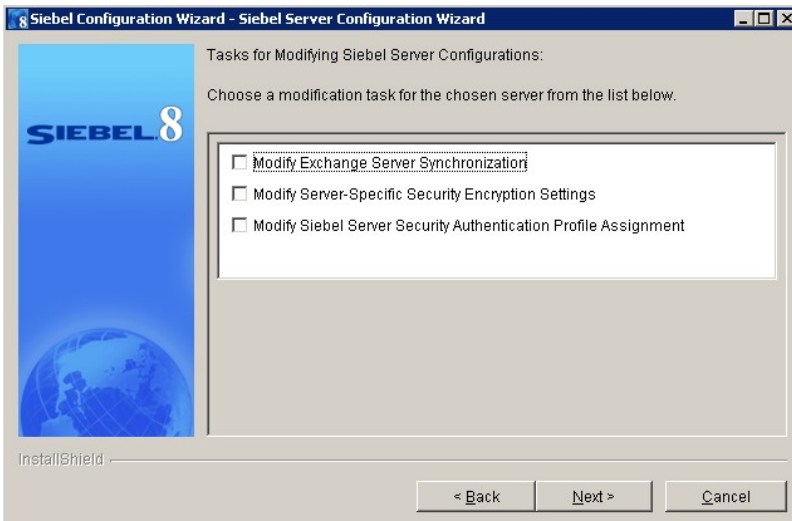 8 Siebel Configuration Wizard - Siebel Server Configuration Wizard
Tasks for Modifying Siebel Server Configurations:
Choose a modification task for the chosen server from the list below.
SIEBEL. 8
Modify Exchange Server Synchronization
Modify Server-Specific Security Encryption Settings
Modify Siebel Server Security Authentication Profile Assignment
InstallShield
< Back Next > Cancel